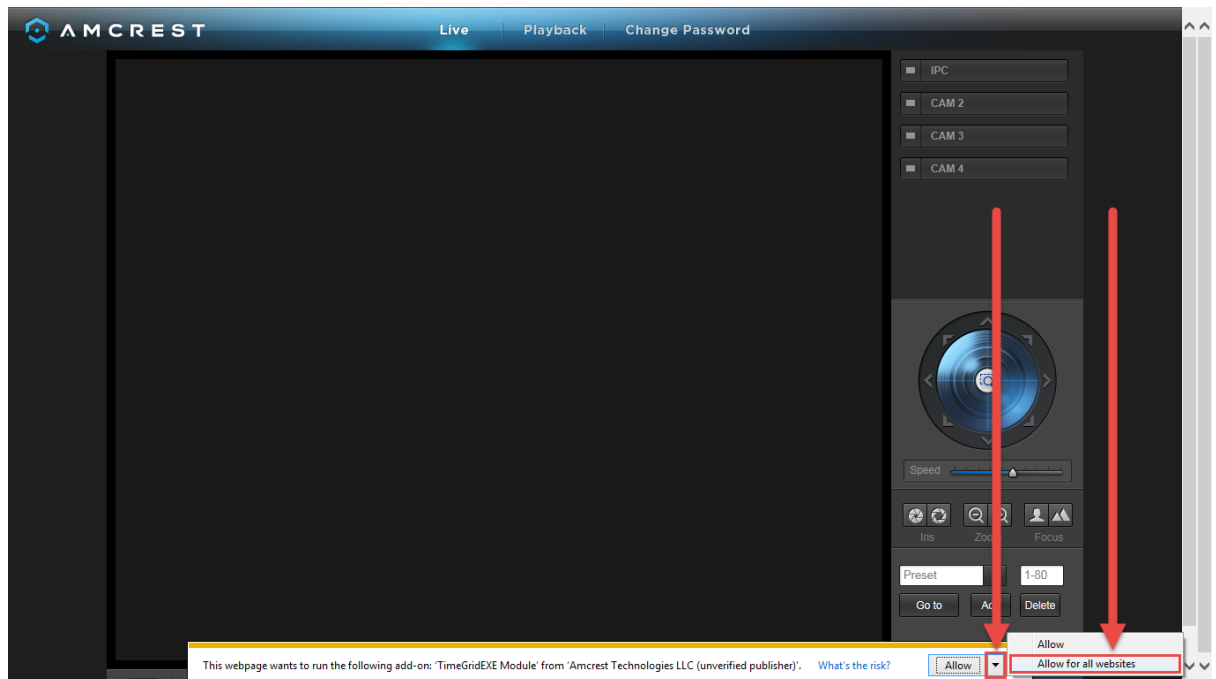 AMCREST
Live Playback Change Password
IPC
CAM 2
CAM 3
CAM 4
Speed
Iris Zoom Focus
Preset 1-80
Go to Add Delete
Allow
This webpage wants to run the following add-on: 'TimeGridEXE Module' from 'Amcrest Technologies LLC (unverified publisher)'. What's the risk? Allow Allow for all websites